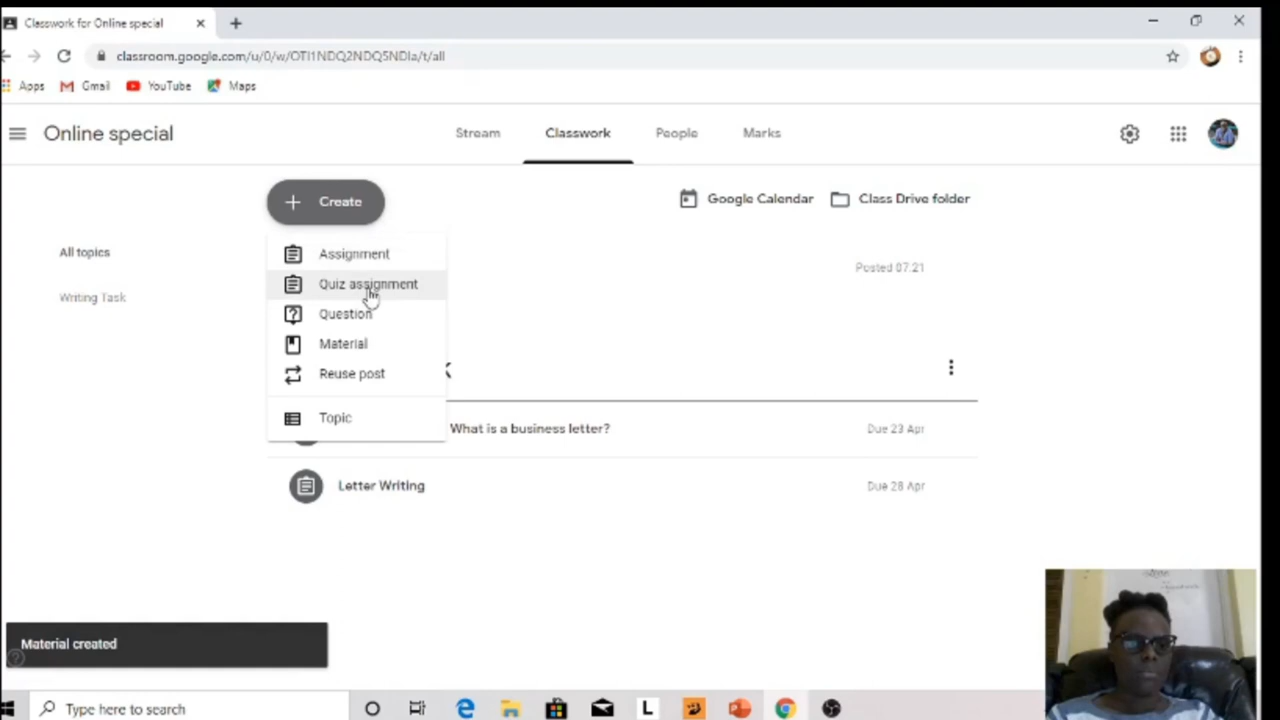 Classwork for Online special
classroom.google.com/u/0/w/OTI1NDQ2NDQ5NDIa/t/all
Apps Gmail YouTube Maps
Online special
Stream Classwork People Marks
Create
Google Calendar Class Drive folder
All topics
Writing Task
Assignment
Quiz assignment
Question
Material
Reuse post
Topic
Posted 07:21
What is a business letter? Due 23 Apr
Letter Writing Due 28 Apr
Material created
Type here to search